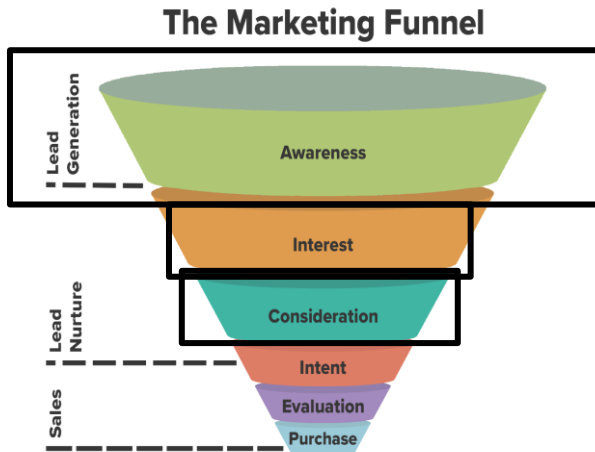 The Marketing Funnel
Lead
Generation
Awareness
Interest
Lead
Nurture
Consideration
Intent
Sales
Evaluation
Purchase